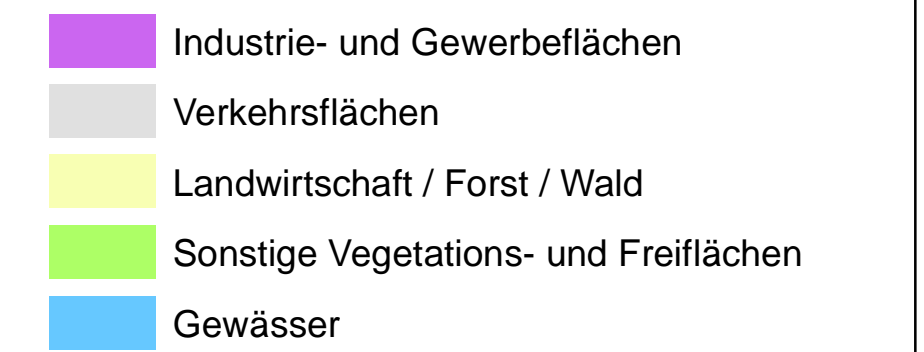 Industrie- und Gewerbeflächen
Verkehrsflächen
Landwirtschaft / Forst / Wald
Sonstige Vegetations- und Freiflächen
Gewässer